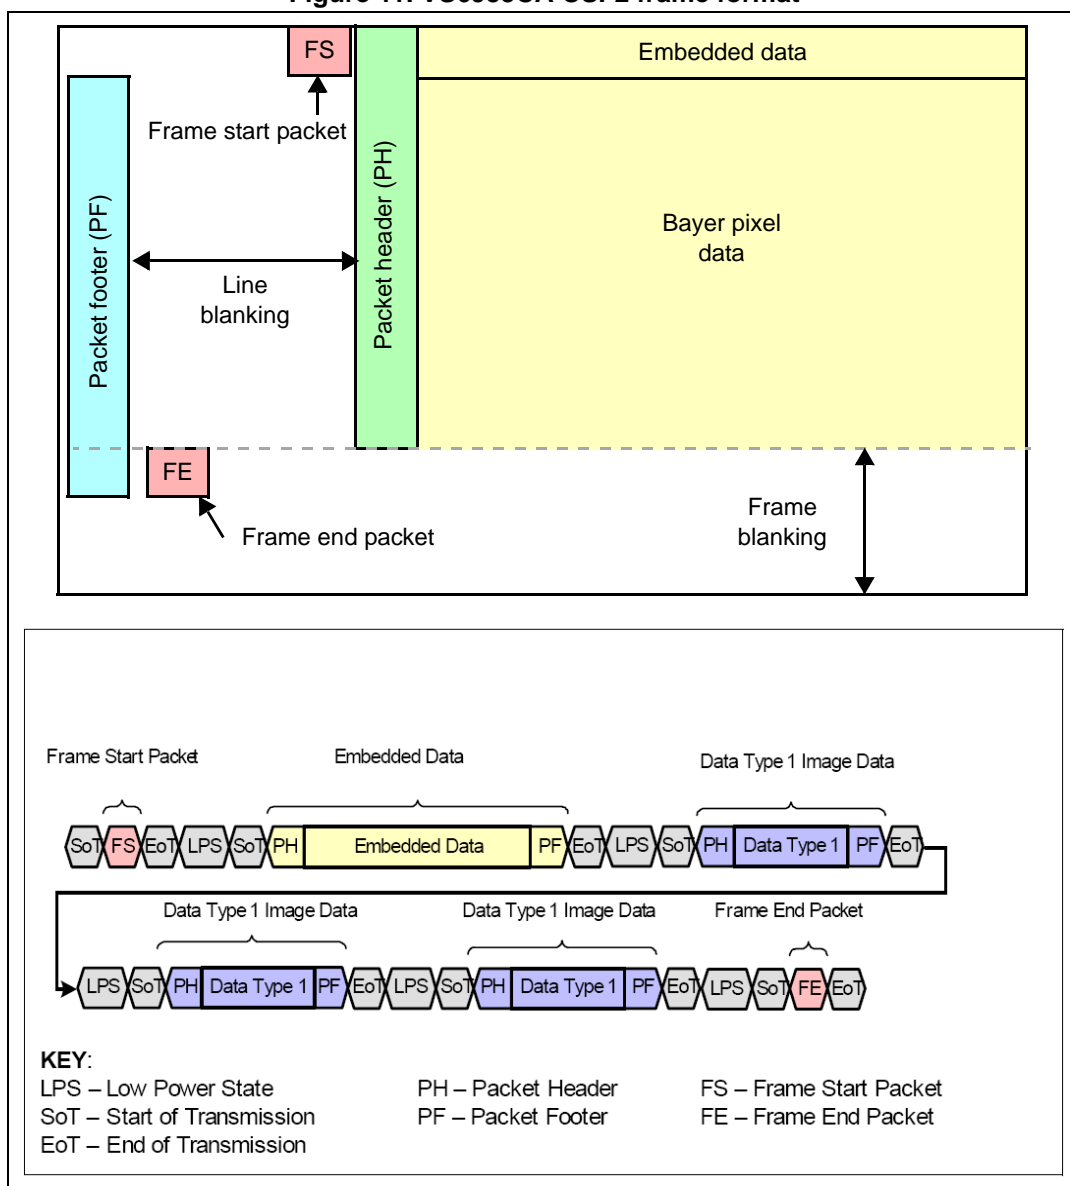 FS
Embedded data
Frame start packet
Packet footer (PF)
Packet header (PH)
Bayer pixel
data
Line
blanking
FE
Frame end packet
Frame
blanking
Frame Start Packet
Embedded Data
Data Type 1 Image Data
SoT FS EoT LPS SoT PH Embedded Data PF EoT LPS SoT PH Data Type 1 PF EoT
Data Type 1 Image Data
Data Type 1 Image Data
Frame End Packet
LPS SoT PH Data Type 1 PF EoT LPS SoT PH Data Type 1 PF EoT LPS SoT FE EoT
KEY:
LPS – Low Power State
PH – Packet Header
FS – Frame Start Packet
SoT – Start of Transmission
PF – Packet Footer
FE – Frame End Packet
EoT – End of Transmission